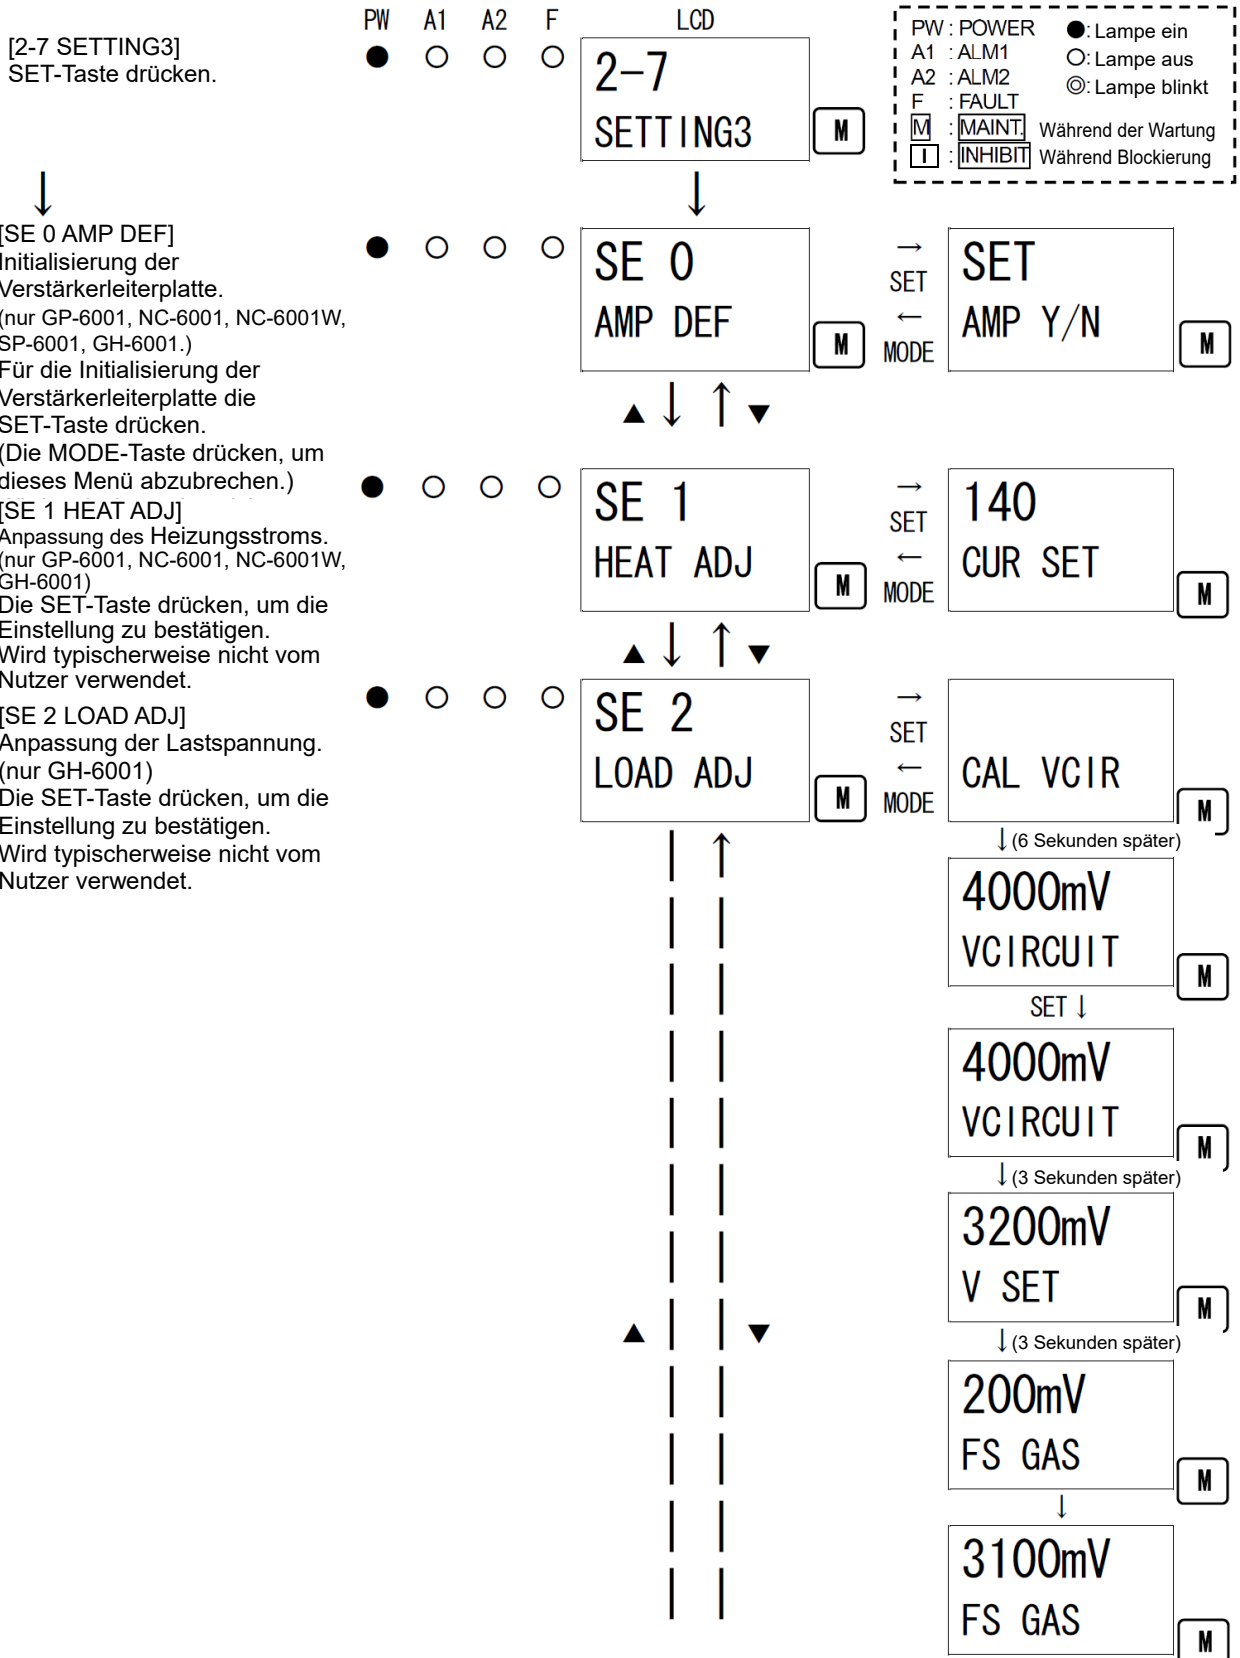 PW A1 A2 F LCD
[2-7 SETTING3]
SET-Taste drücken.
2-7
SETTING3
M
PW : POWER ●: Lampe ein
A1 : ALM1 ○: Lampe aus
A2 : ALM2 ◎: Lampe blinkt
F : FAULT
M : MAINT. Während der Wartung
I : INHIBIT Während Blockierung
↓
↓
[SE 0 AMP DEF]
Initialisierung der
Verstärkerleiterplatte.
(nur GP-6001, NC-6001, NC-6001W,
SP-6001, GH-6001.)
Für die Initialisierung der
Verstärkerleiterplatte die
SET-Taste drücken.
(Die MODE-Taste drücken, um
dieses Menü abzubrechen.)
SE 0
AMP DEF
M
→
SET
←
MODE
SET
AMP Y/N
M
▲ ↓ ↑ ▼
[SE 1 HEAT ADJ]
Anpassung des Heizungsstroms.
(nur GP-6001, NC-6001, NC-6001W,
GH-6001)
Die SET-Taste drücken, um die
Einstellung zu bestätigen.
Wird typischerweise nicht vom
Nutzer verwendet.
SE 1
HEAT ADJ
M
→
SET
←
MODE
140
CUR SET
M
▲ ↓ ↑ ▼
[SE 2 LOAD ADJ]
Anpassung der Lastspannung.
(nur GH-6001)
Die SET-Taste drücken, um die
Einstellung zu bestätigen.
Wird typischerweise nicht vom
Nutzer verwendet.
SE 2
LOAD ADJ
M
→
SET
←
MODE
CAL VCIR
M
↓ (6 Sekunden später)
4000mV
VCIRCUIT
M
SET ↓
4000mV
VCIRCUIT
M
↓ (3 Sekunden später)
3200mV
V SET
M
▲ ▼
↓ (3 Sekunden später)
200mV
FS GAS
M
↓
3100mV
FS GAS
M